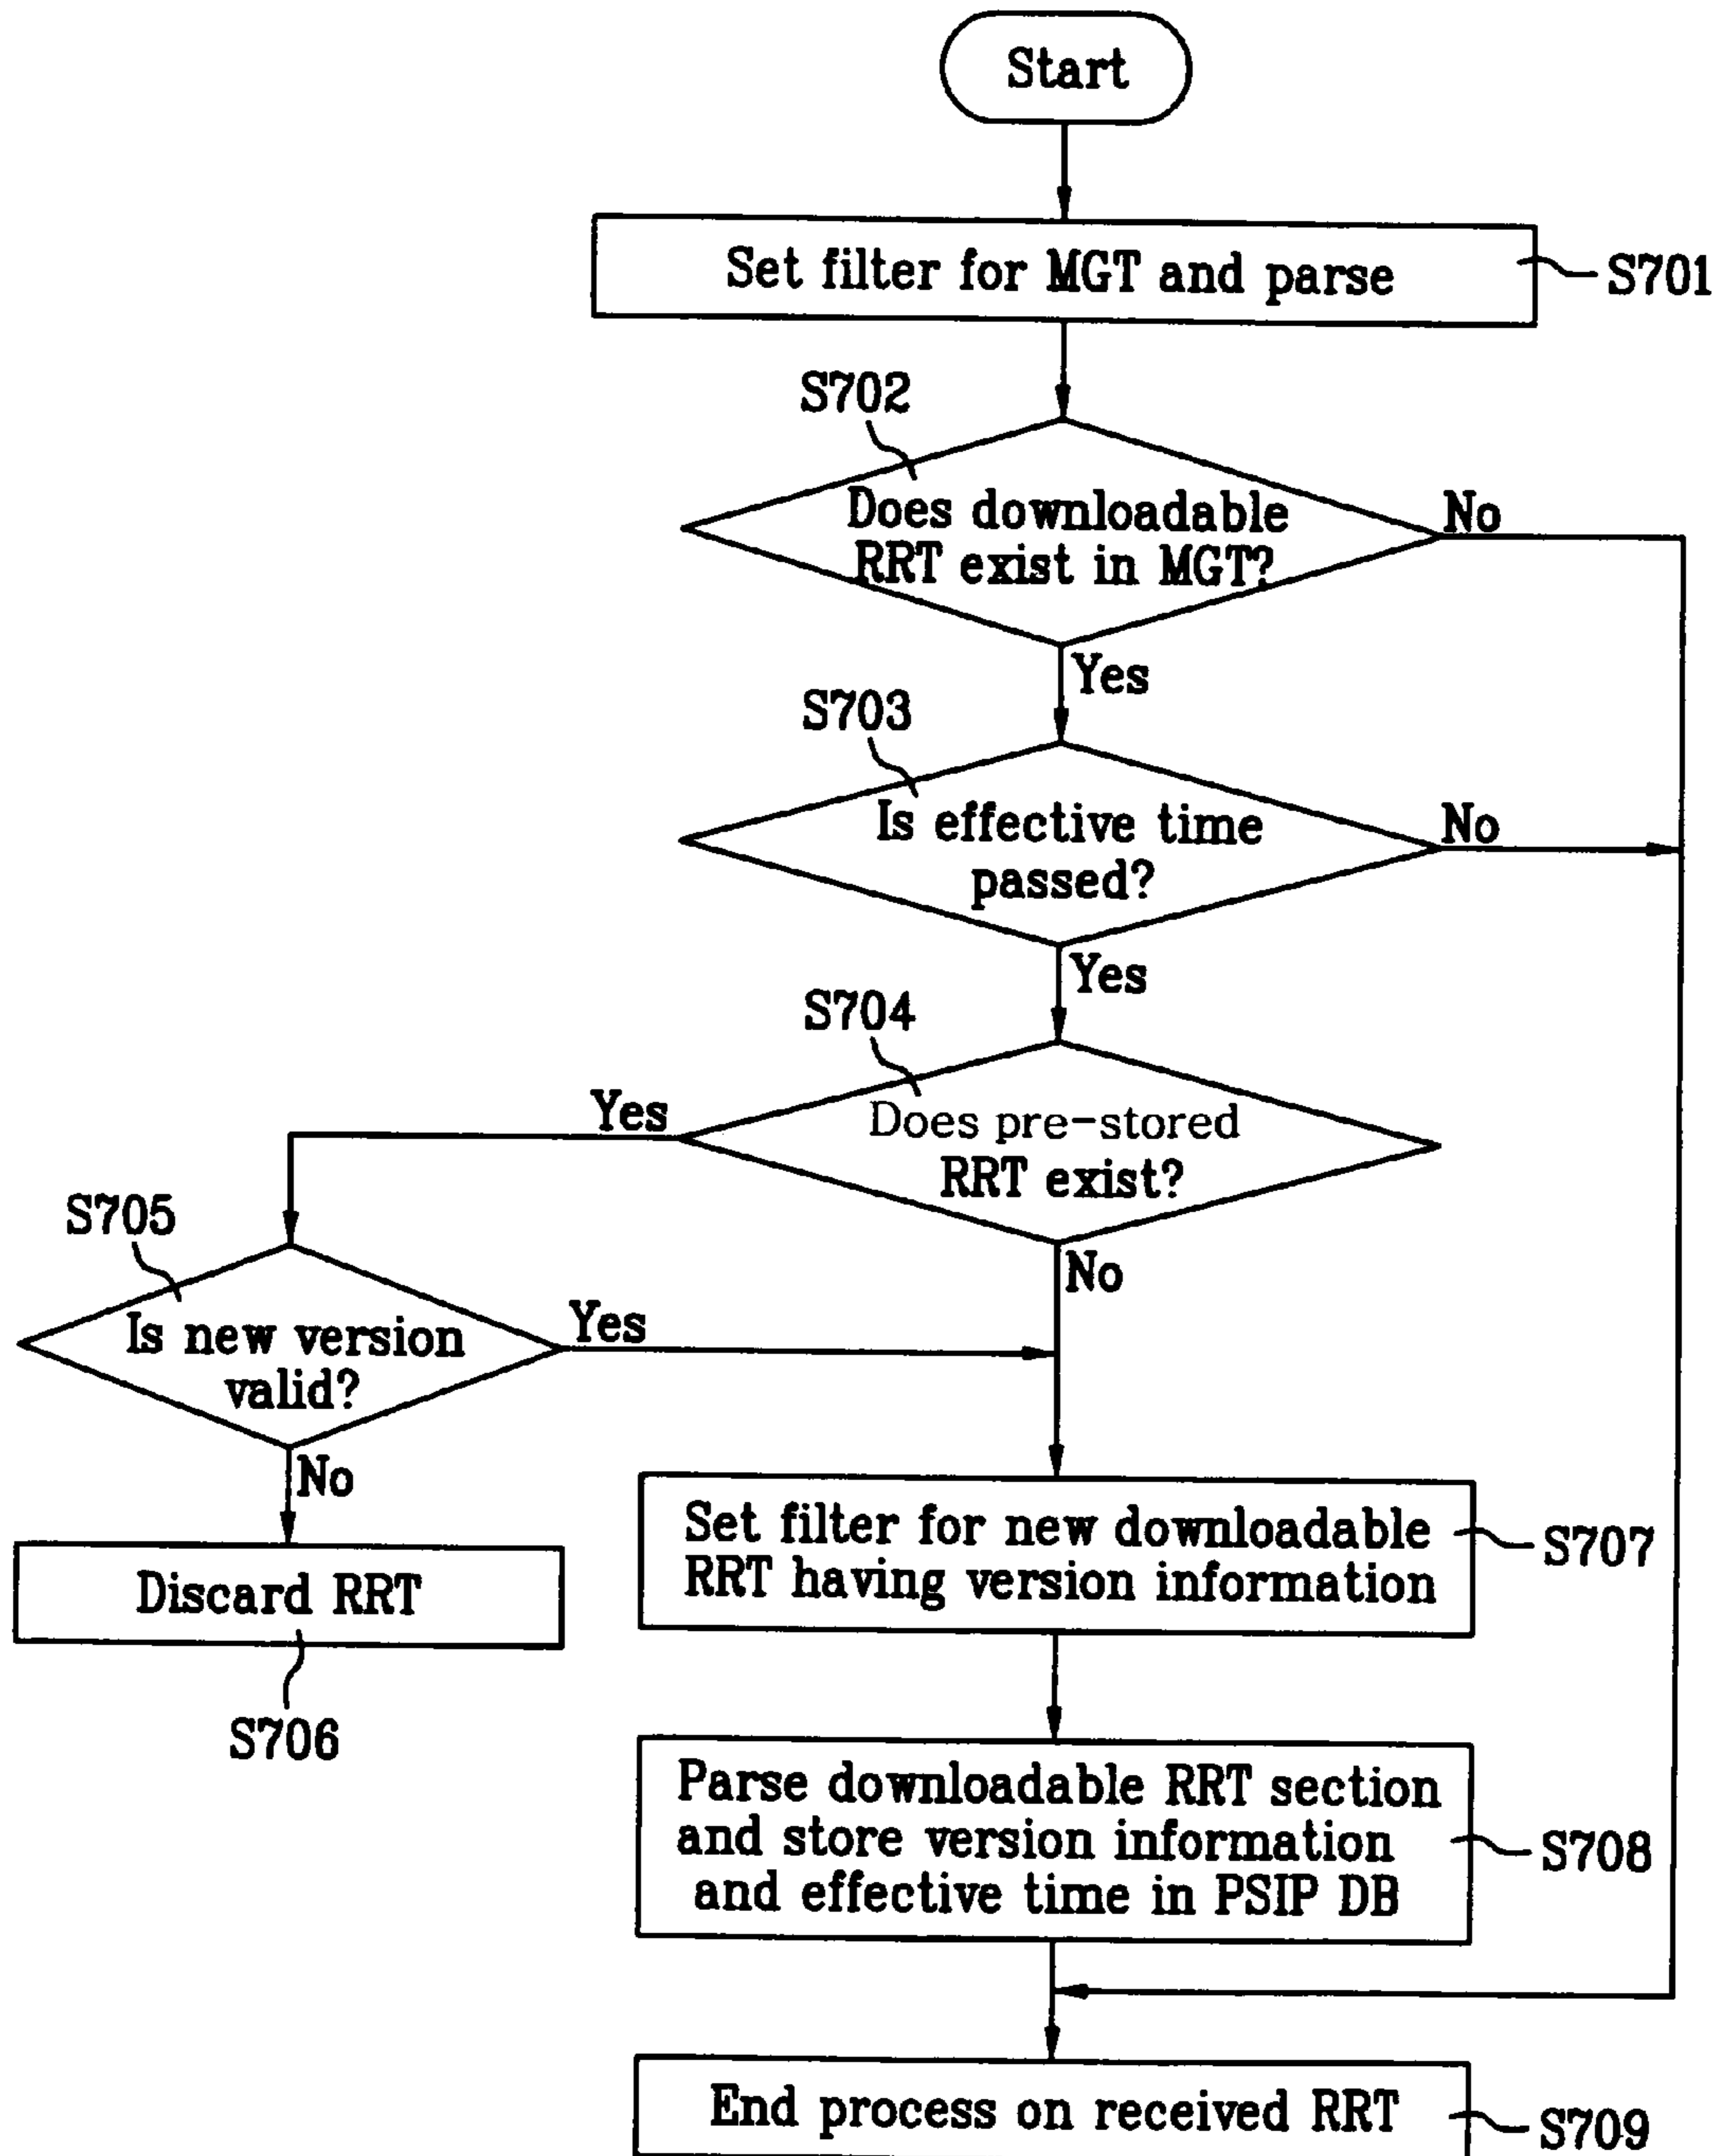 Start
Set filter for MGT and parse
S701
S702
Does downloadable
RRT exist in MGT?
No
Yes
S703
Is effective time
passed?
No
Yes
S704
Does pre-stored
RRT exist?
Yes
No
S705
Is new version
valid?
Yes
No
Discard RRT
S706
Set filter for new downloadable
RRT having version information
S707
Parse downloadable RRT section
and store version information
and effective time in PSIP DB
S708
End process on received RRT
S709